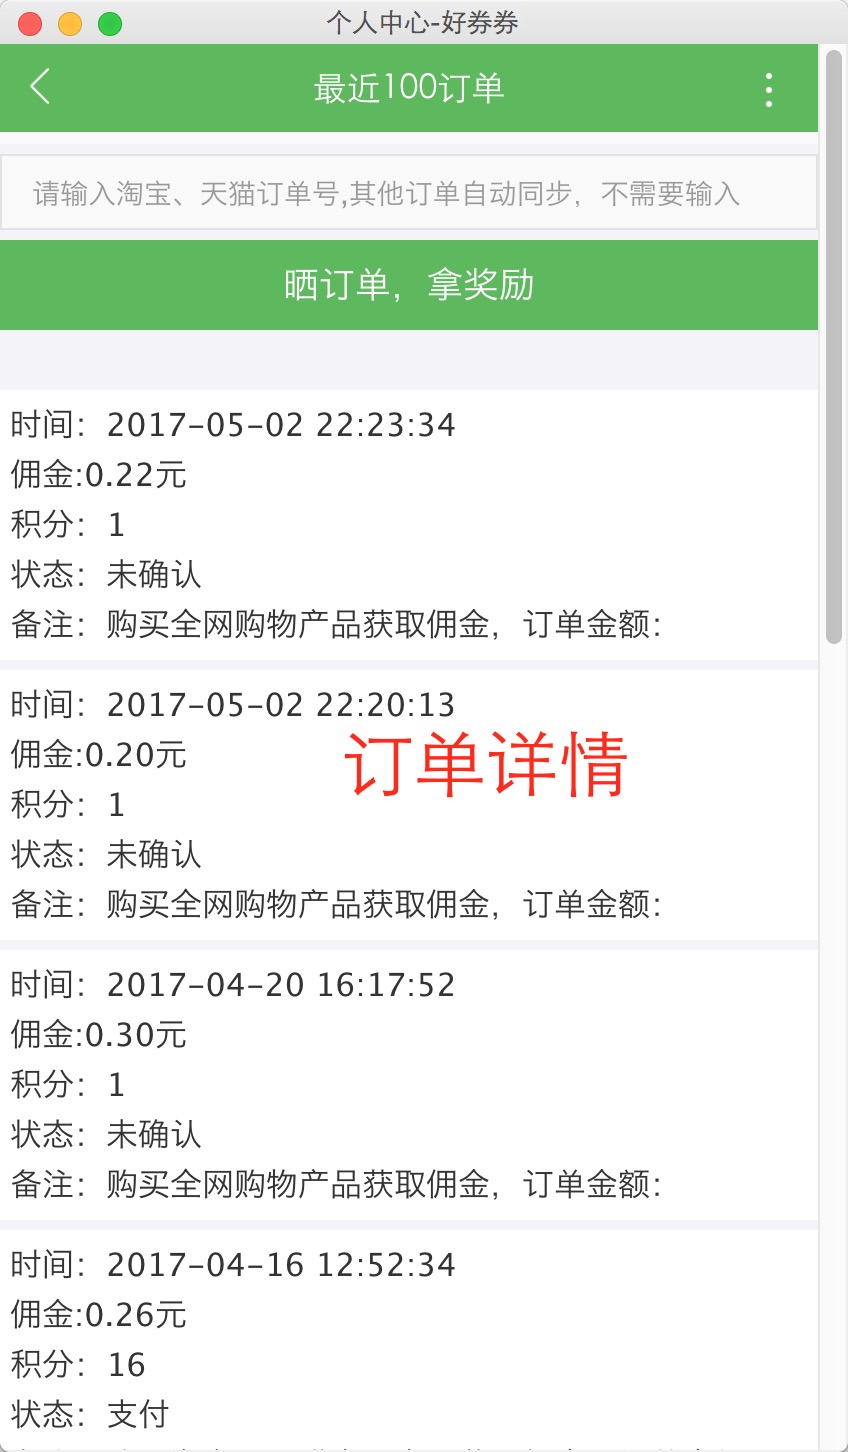 个人中心-好券券
最近100订单
请输入淘宝、天猫订单号,其他订单自动同步，不需要输入
晒订单，拿奖励
时间：2017-05-02 22:23:34
佣金:0.22元
积分：1
状态：未确认
备注：购买全网购物产品获取佣金，订单金额：
时间：2017-05-02 22:20:13
订单详情
佣金:0.20元
积分：1
状态：未确认
备注：购买全网购物产品获取佣金，订单金额：
时间：2017-04-20 16:17:52
佣金:0.30元
积分：1
状态：未确认
备注：购买全网购物产品获取佣金，订单金额：
时间：2017-04-16 12:52:34
佣金:0.26元
积分：16
状态：支付